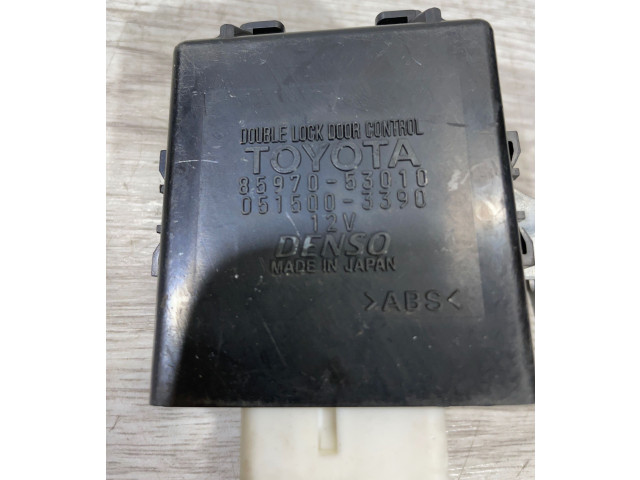 DOUBLE LOCK DOOR CONTROL
TOYOTA
85970-53010
051500-3390
12V
DENSO
MADE IN JAPAN
>ABS<